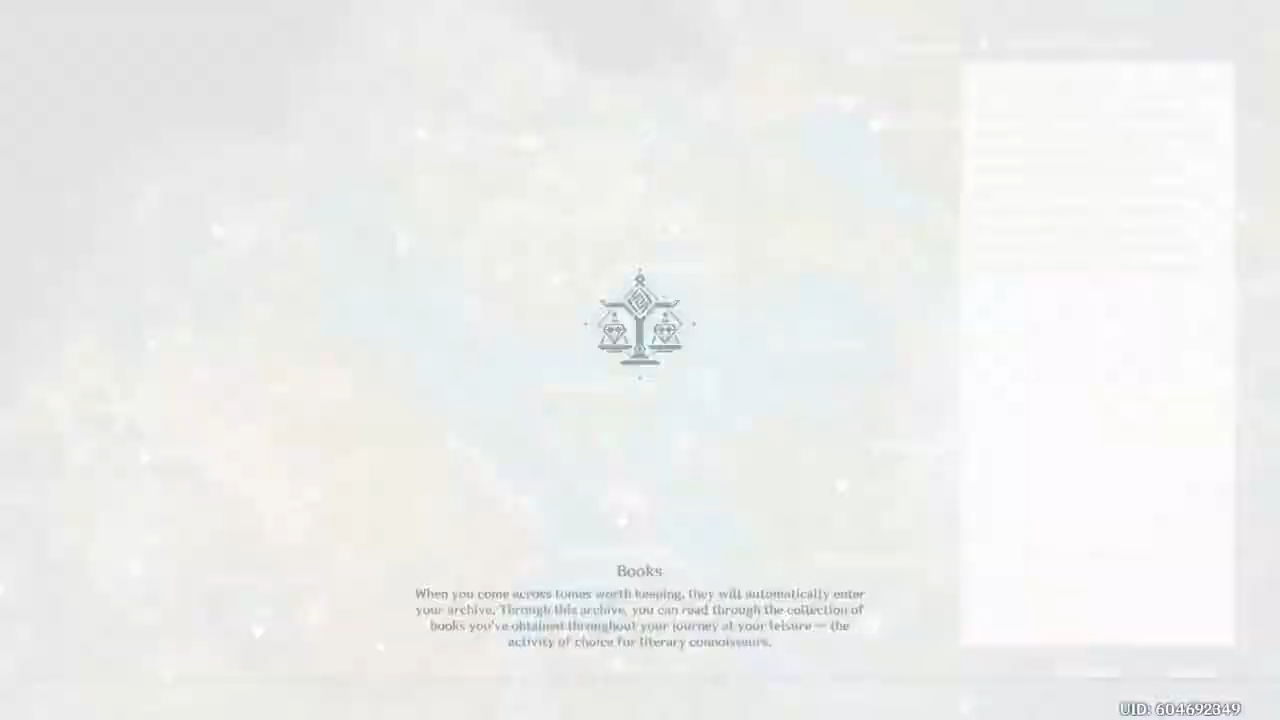 Books
When you come across tomes worth keeping, they will automatically enter
your archive. Through this archive, you can read through the collection of
books you've obtained throughout your journey at your leisure — the
activity of choice for literary connoisseurs.
UID: 604692349